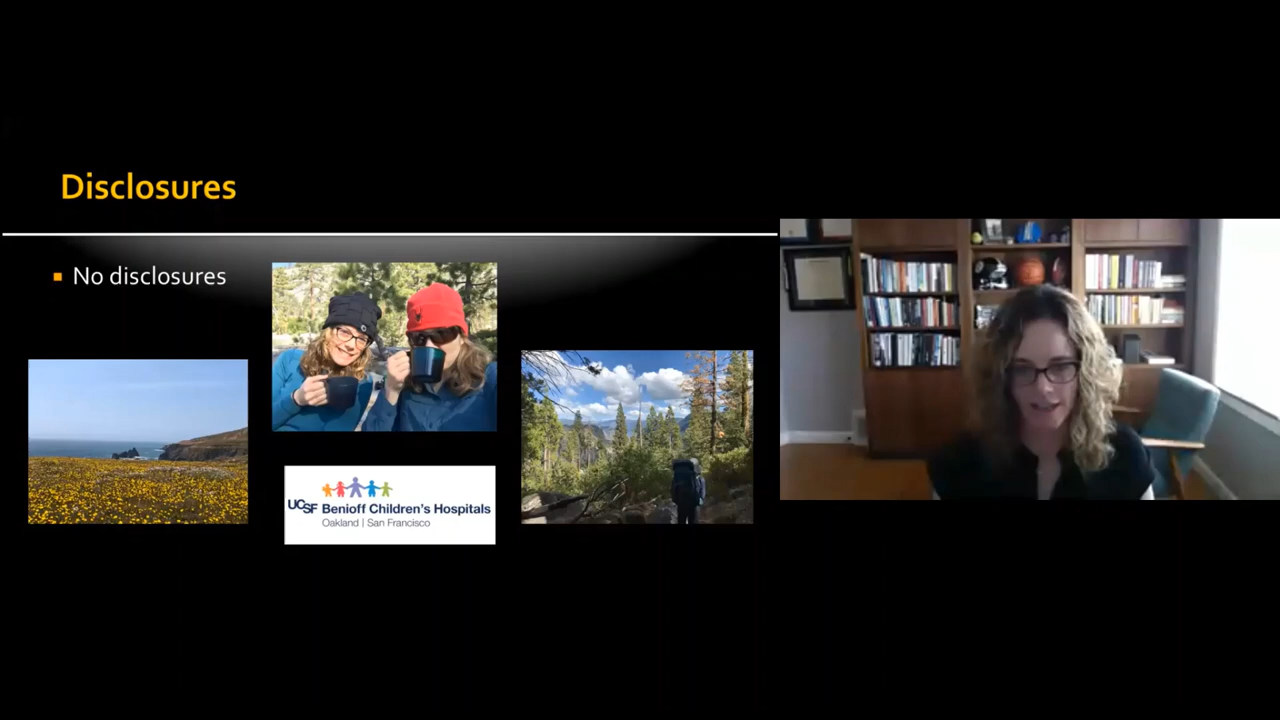 Disclosures
No disclosures
UCSF Benioff Children's Hospitals
Oakland | San Francisco